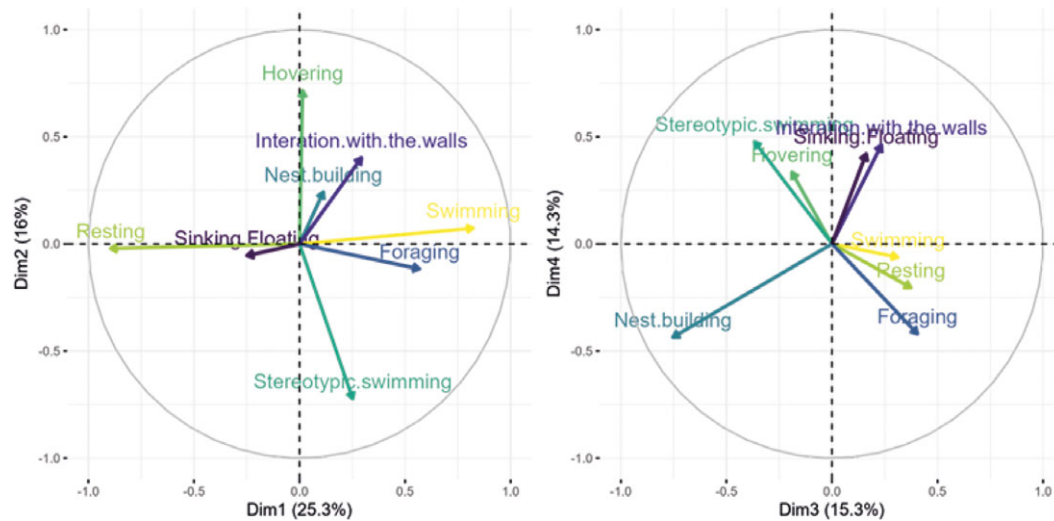 1.0
0.5
0.0
-0.5
-1.0
Dim2 (16%)
Hovering
Interation.with.the.walls
Nest.building
Swimming
Resting
Sinking.Floating
Foraging
Stereotypic.swimming
-1.0 -0.5 0.0 0.5 1.0
Dim1 (25.3%)
1.0
0.5
0.0
-0.5
-1.0
Dim4 (14.3%)
Stereotypic.swimming
Interation.with.the.walls
Sinking.Floating
Hovering
Swimming
Resting
Nest.building
Foraging
-1.0 -0.5 0.0 0.5 1.0
Dim3 (15.3%)